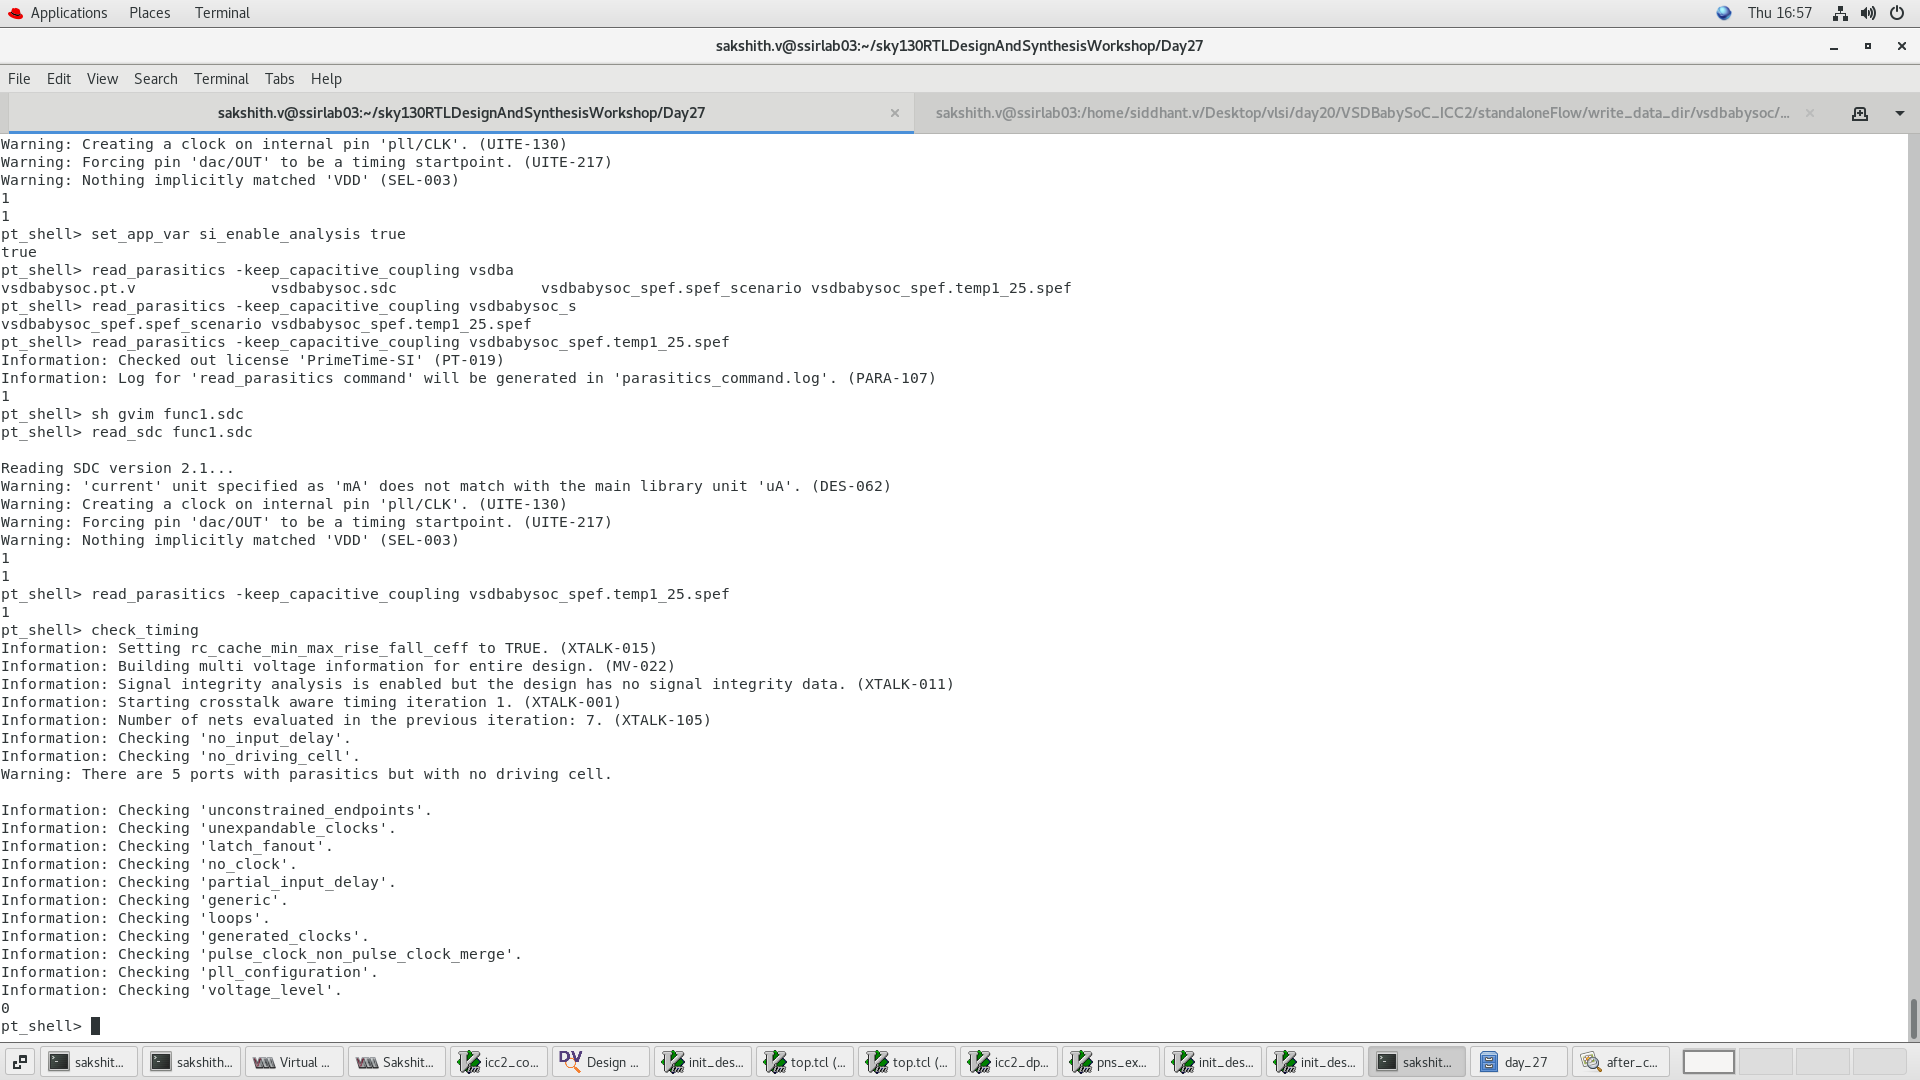 Applications Places Terminal Thu 16:57
sakshith.v@ssirlab03:~/sky130RTLDesignAndSynthesisWorkshop/Day27
File Edit View Search Terminal Tabs Help
sakshith.v@ssirlab03:~/sky130RTLDesignAndSynthesisWorkshop/Day27 × sakshith.v@ssirlab03:/home/siddhant.v/Desktop/vlsi/day20/VSDBabySoC_ICC2/standaloneFlow/write_data_dir/vsdbabysoc/... ×
Warning: Creating a clock on internal pin 'pll/CLK'. (UITE-130)
Warning: Forcing pin 'dac/OUT' to be a timing startpoint. (UITE-217)
Warning: Nothing implicitly matched 'VDD' (SEL-003)
1
1
pt_shell> set_app_var si_enable_analysis true
true
pt_shell> read_parasitics -keep_capacitive_coupling vsdba
vsdbabysoc.pt.v vsdbabysoc.sdc vsdbabysoc_spef.spef_scenario vsdbabysoc_spef.temp1_25.spef
pt_shell> read_parasitics -keep_capacitive_coupling vsdbabysoc_s
vsdbabysoc_spef.spef_scenario vsdbabysoc_spef.temp1_25.spef
pt_shell> read_parasitics -keep_capacitive_coupling vsdbabysoc_spef.temp1_25.spef
Information: Checked out license 'PrimeTime-SI' (PT-019)
Information: Log for 'read_parasitics command' will be generated in 'parasitics_command.log'. (PARA-107)
1
pt_shell> sh gvim func1.sdc
pt_shell> read_sdc func1.sdc
Reading SDC version 2.1...
Warning: 'current' unit specified as 'mA' does not match with the main library unit 'uA'. (DES-062)
Warning: Creating a clock on internal pin 'pll/CLK'. (UITE-130)
Warning: Forcing pin 'dac/OUT' to be a timing startpoint. (UITE-217)
Warning: Nothing implicitly matched 'VDD' (SEL-003)
1
1
pt_shell> read_parasitics -keep_capacitive_coupling vsdbabysoc_spef.temp1_25.spef
1
pt_shell> check_timing
Information: Setting rc_cache_min_max_rise_fall_ceff to TRUE. (XTALK-015)
Information: Building multi voltage information for entire design. (MV-022)
Information: Signal integrity analysis is enabled but the design has no signal integrity data. (XTALK-011)
Information: Starting crosstalk aware timing iteration 1. (XTALK-001)
Information: Number of nets evaluated in the previous iteration: 7. (XTALK-105)
Information: Checking 'no_input_delay'.
Information: Checking 'no_driving_cell'.
Warning: There are 5 ports with parasitics but with no driving cell.
Information: Checking 'unconstrained_endpoints'.
Information: Checking 'unexpandable_clocks'.
Information: Checking 'latch_fanout'.
Information: Checking 'no_clock'.
Information: Checking 'partial_input_delay'.
Information: Checking 'generic'.
Information: Checking 'loops'.
Information: Checking 'generated_clocks'.
Information: Checking 'pulse_clock_non_pulse_clock_merge'.
Information: Checking 'pll_configuration'.
Information: Checking 'voltage_level'.
0
pt_shell>
sakshit... sakshith... Virtual ... Sakshit... icc2_co... DV Design ... init_des... top.tcl (... top.tcl (... icc2_dp... pns_ex... init_des... init_des... sakshit... day_27 after_c...